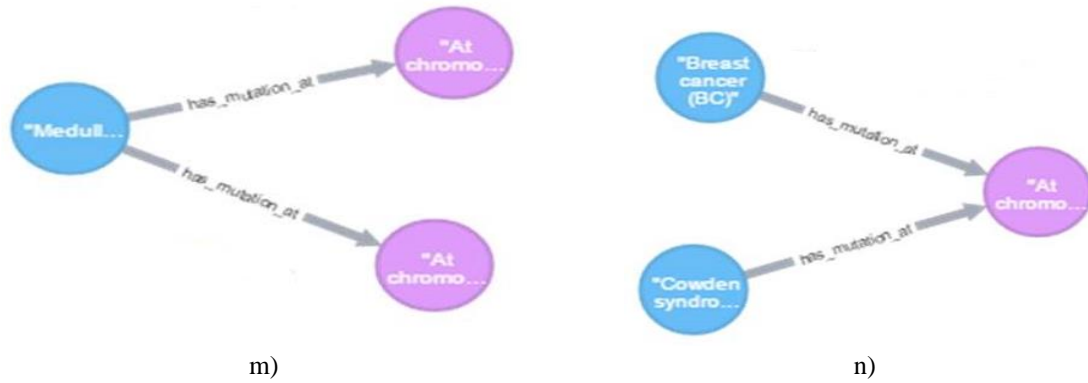 "At
chromo...
has_mutation_at
"Medull...
has_mutation_at
"At
chromo...
m)
"Breast
cancer
(BC)"
has_mutation_at
"At
chromo...
has_mutation_at
"Cowden
syndro...
n)